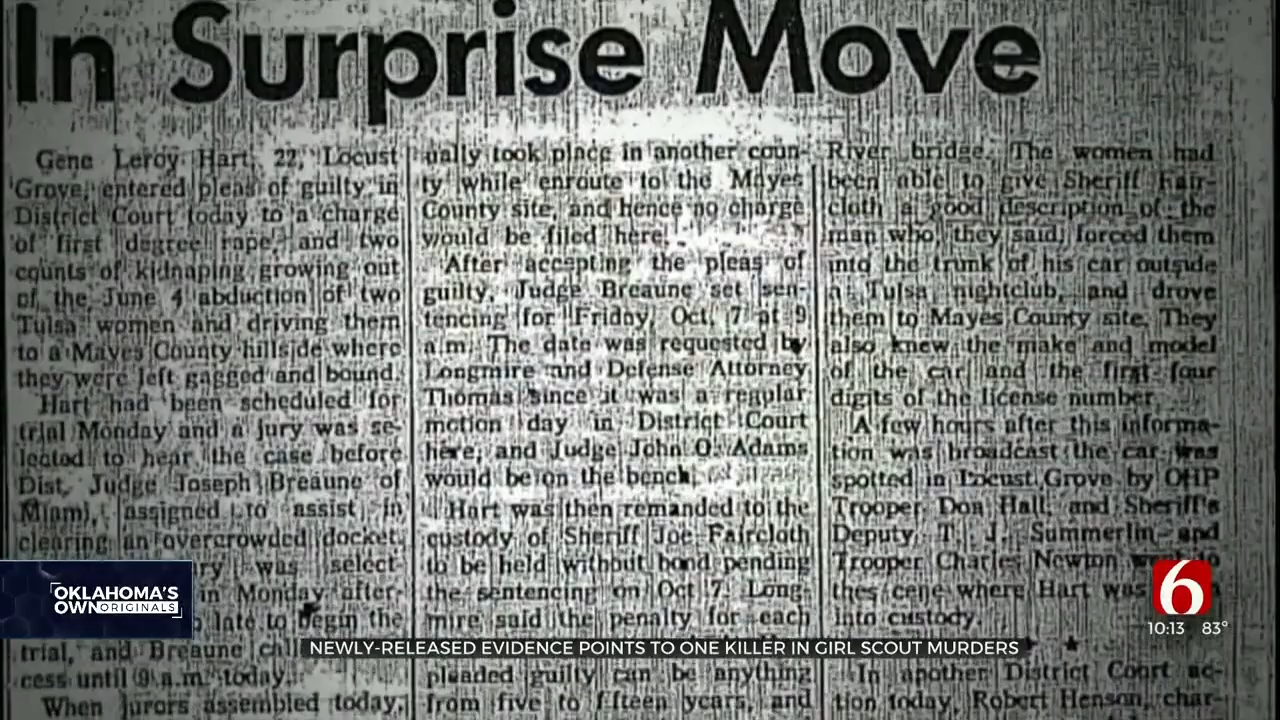 In Surprise Move
Gene Leroy Hart, 22, Locust
Grove, entered pleas of guilty in
District Court today to a charge
of first degree rape, and two
counts of kidnaping growing out
of the June 4 abduction of two
Tulsa women and driving them
to a Mayes County hillside where
they were left gagged and bound.
Hart had been scheduled for
trial Monday and a jury was se-
lected to hear the case before
Dist. Judge Joseph Breaune of
Miami, assigned to assist in
clearing an overcrowded docket.
was select-
in Monday after-
late to begin the
trial, and Breaune
cess until 9 a.m. today.
When jurors assembled today,
ually took place in another coun-
ty while enroute to the Mayes
County site, and hence no charge
would be filed here.
After accepting the pleas of
guilty, Judge Breaune set sen-
tencing for Friday, Oct. 7 at 9
a.m. The date was requested by
Longmire and Defense Attorney
Thomas since it was a regular
motion day in District Court
here, and Judge John Q. Adams
would be on the bench.
Hart was then remanded to the
custody of Sheriff Joe Faircloth
to be held without bond pending
the sentencing on Oct 7. Long-
mire said the penalty for each
pleaded guilty can be anything
from five to fifteen years, and
River bridge. The women had
been able to give Sheriff Fair-
cloth a good description of the
man who, they said, forced them
into the trunk of his car outside
a Tulsa nightclub, and drove
them to Mayes County site. They
also knew the make and model
of the car and the first four
digits of the license number.
A few hours after this informa-
tion was broadcast the car was
spotted in Locust Grove by OHP
Trooper Don Hall, and Sheriff's
Deputy T. J. Summerlin and
Trooper Charles Newton
thes cene where Hart was
into custody.
In another District Court ac-
tion today, Robert Henson, char-
OKLAHOMA'S
OWN ORIGINALS
NEWLY-RELEASED EVIDENCE POINTS TO ONE KILLER IN GIRL SCOUT MURDERS
6
10:13 83°